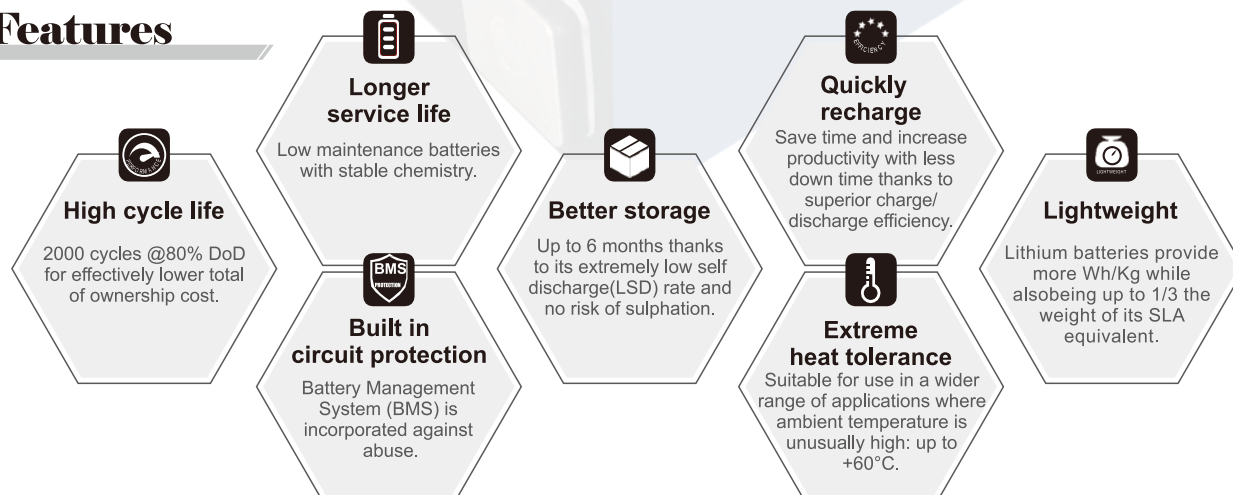 Features
PERFORMANCE
High cycle life
2000 cycles @80% DoD
for effectively lower total
of ownership cost.
Longer
service life
Low maintenance batteries
with stable chemistry.
BMS
PROTECTION
Built in
circuit protection
Battery Management
System (BMS) is
incorporated against
abuse.
Better storage
Up to 6 months thanks
to its extremely low self
discharge(LSD) rate and
no risk of sulphation.
EFFICIENCY
Quickly
recharge
Save time and increase
productivity with less
down time thanks to
superior charge/
discharge efficiency.
Extreme
heat tolerance
Suitable for use in a wider
range of applications where
ambient temperature is
unusually high: up to
+60°C.
LIGHTWEIGHT
Lightweight
Lithium batteries provide
more Wh/Kg while
alsobeing up to 1/3 the
weight of its SLA
equivalent.